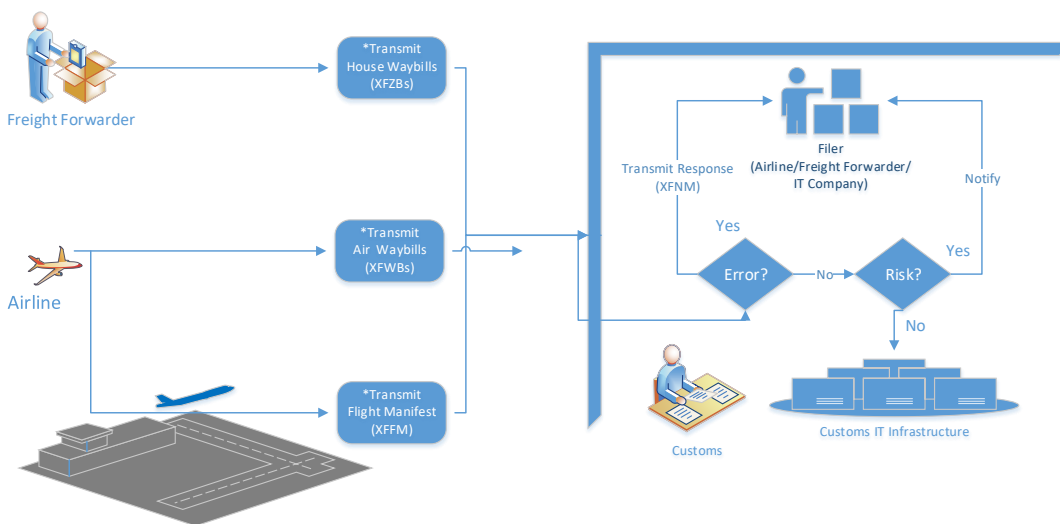 *Transmit
House Waybills
(XFZBs)
Freight Forwarder
Filer
(Airline/Freight Forwarder/
IT Company)
Transmit Response
(XFNM)
Notify
*Transmit
Air Waybills
(XFWBs)
Yes
Yes
Error?
No
Risk?
Airline
No
*Transmit
Flight Manifest
(XFFM)
Customs
Customs IT Infrastructure